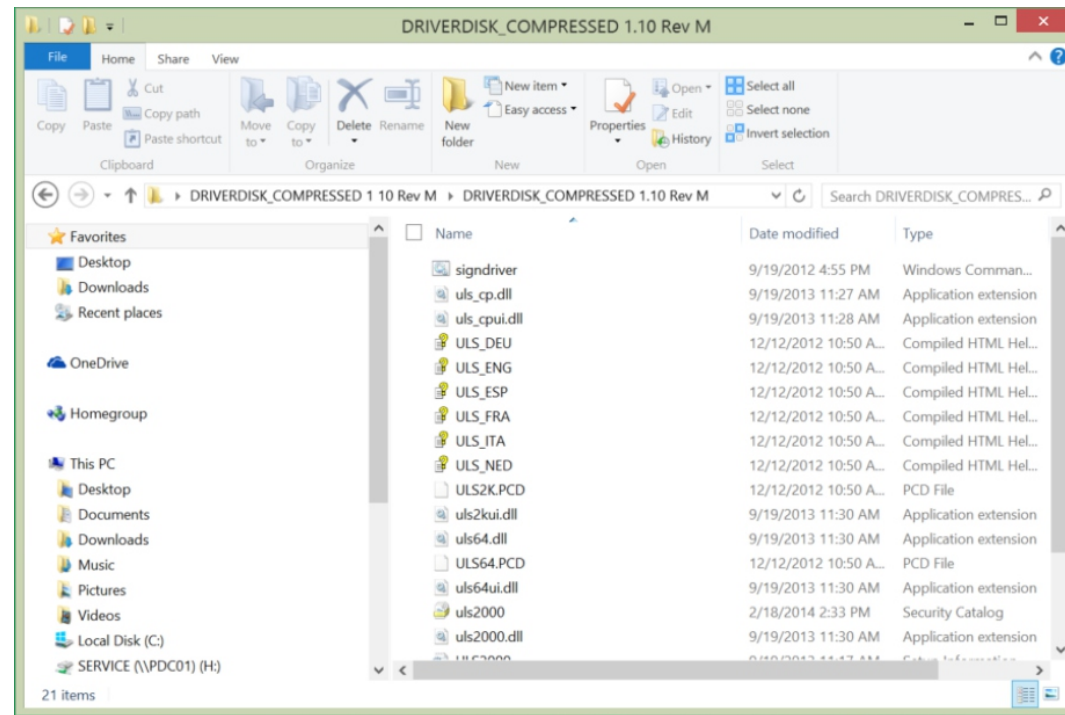 DRIVERDISK_COMPRESSED 1.10 Rev M
File Home Share View
Copy Paste Cut Copy path Paste shortcut Move to Copy to Delete Rename New folder New item Easy access Properties Open Edit History Select all Select none Invert selection
Clipboard Organize New Open Select
DRIVERDISK_COMPRESSED 1 10 Rev M DRIVERDISK_COMPRESSED 1.10 Rev M Search DRIVERDISK_COMPRES...
Favorites
Desktop
Downloads
Recent places
OneDrive
Homegroup
This PC
Desktop
Documents
Downloads
Music
Pictures
Videos
Local Disk (C:)
SERVICE (\\PDC01) (H:)
Name Date modified Type
signdriver 9/19/2012 4:55 PM Windows Comman...
uls_cp.dll 9/19/2013 11:27 AM Application extension
uls_cpui.dll 9/19/2013 11:28 AM Application extension
ULS_DEU 12/12/2012 10:50 A... Compiled HTML Hel...
ULS_ENG 12/12/2012 10:50 A... Compiled HTML Hel...
ULS_ESP 12/12/2012 10:50 A... Compiled HTML Hel...
ULS_FRA 12/12/2012 10:50 A... Compiled HTML Hel...
ULS_ITA 12/12/2012 10:50 A... Compiled HTML Hel...
ULS_NED 12/12/2012 10:50 A... Compiled HTML Hel...
ULS2K.PCD 12/12/2012 10:50 A... PCD File
uls2kui.dll 9/19/2013 11:30 AM Application extension
uls64.dll 9/19/2013 11:30 AM Application extension
ULS64.PCD 12/12/2012 10:50 A... PCD File
uls64ui.dll 9/19/2013 11:30 AM Application extension
uls2000 2/18/2014 2:33 PM Security Catalog
uls2000.dll 9/19/2013 11:30 AM Application extension
21 items